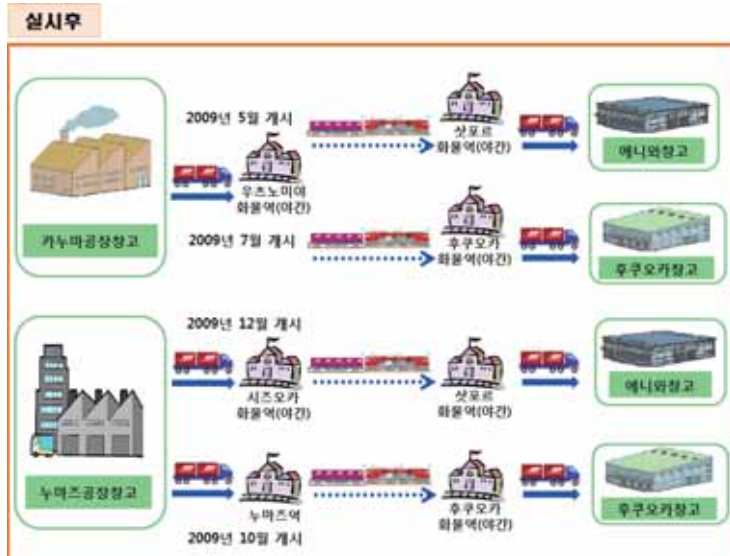 실시후
2009년 5월 개시
삿포르
화물역(야간)
에니와창고
우츠노미야
화물역(야간)
카누마공장창고
2009년 7월 개시
후쿠오카
화물역(야간)
후쿠오카창고
2009년 12월 개시
시즈오카
화물역(야간)
삿포르
화물역(야간)
에니와창고
누마즈공장창고
누마즈역
2009년 10월 개시
후쿠오카
화물역(야간)
후쿠오카창고